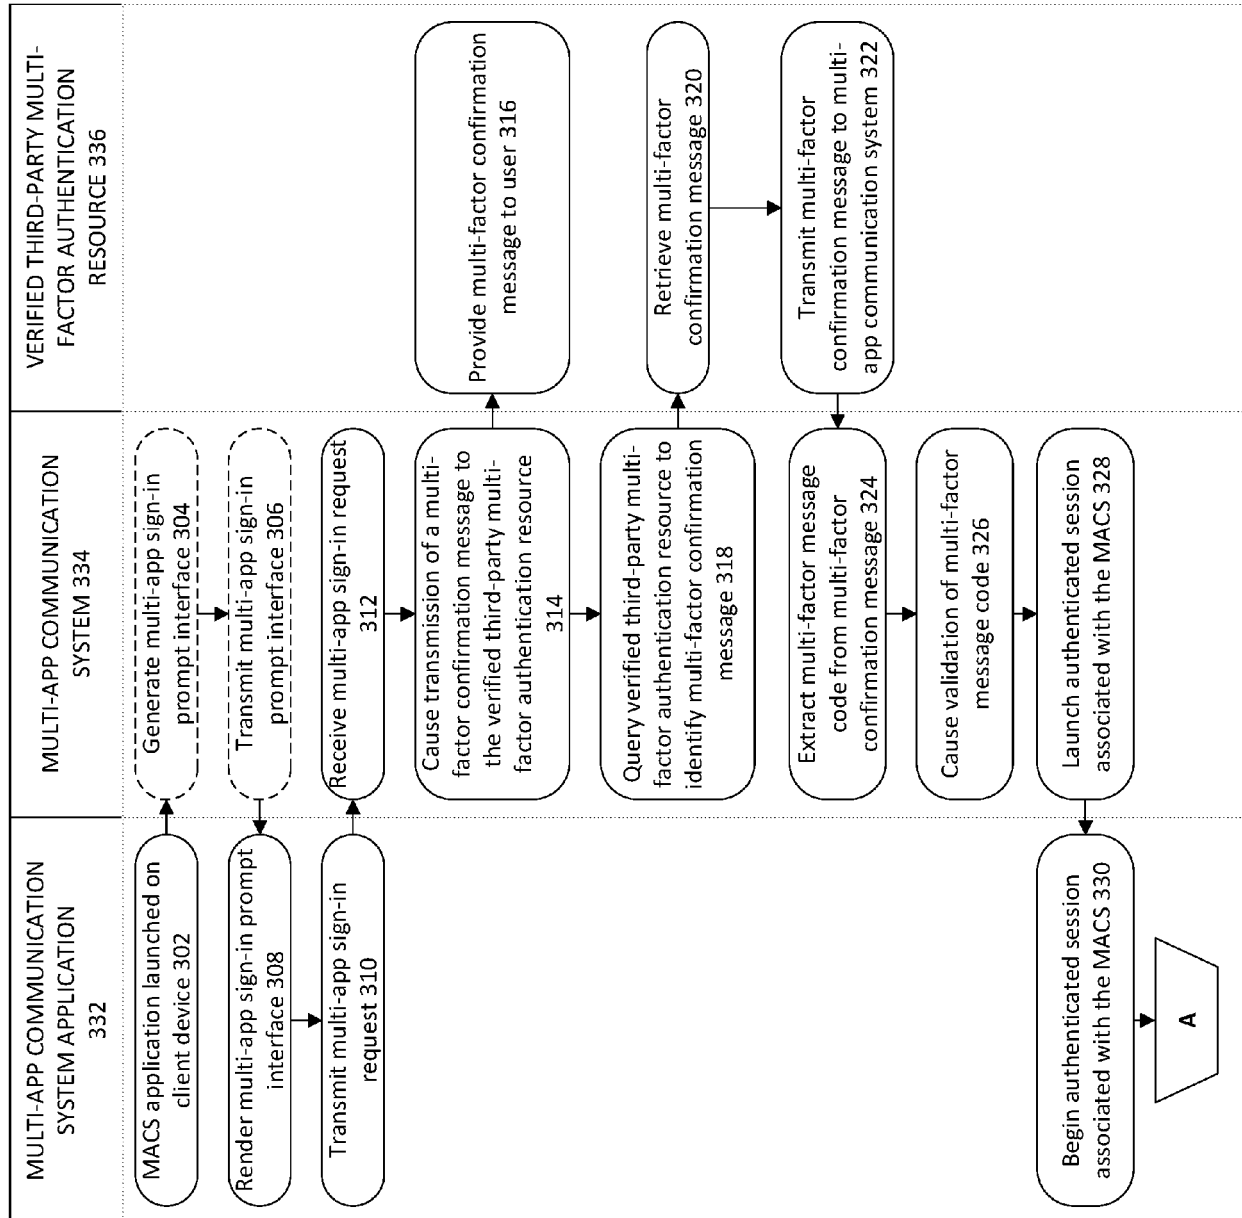 MULTI-APP COMMUNICATION
SYSTEM APPLICATION
332
MULTI-APP COMMUNICATION
SYSTEM 334
VERIFIED THIRD-PARTY MULTI-
FACTOR AUTHENTICATION
RESOURCE 336
MACS application launched on
client device 302
Generate multi-app sign-in
prompt interface 304
Transmit multi-app sign-in
prompt interface 306
Render multi-app sign-in prompt
interface 308
Transmit multi-app sign-in
request 310
Receive multi-app sign-in request
312
Cause transmission of a multi-
factor confirmation message to
the verified third-party multi-
factor authentication resource
314
Provide multi-factor confirmation
message to user 316
Query verified third-party multi-
factor authentication resource to
identify multi-factor confirmation
message 318
Retrieve multi-factor
confirmation message 320
Transmit multi-factor
confirmation message to multi-
app communication system 322
Extract multi-factor message
code from multi-factor
confirmation message 324
Cause validation of multi-factor
message code 326
Launch authenticated session
associated with the MACS 328
Begin authenticated session
associated with the MACS 330
A